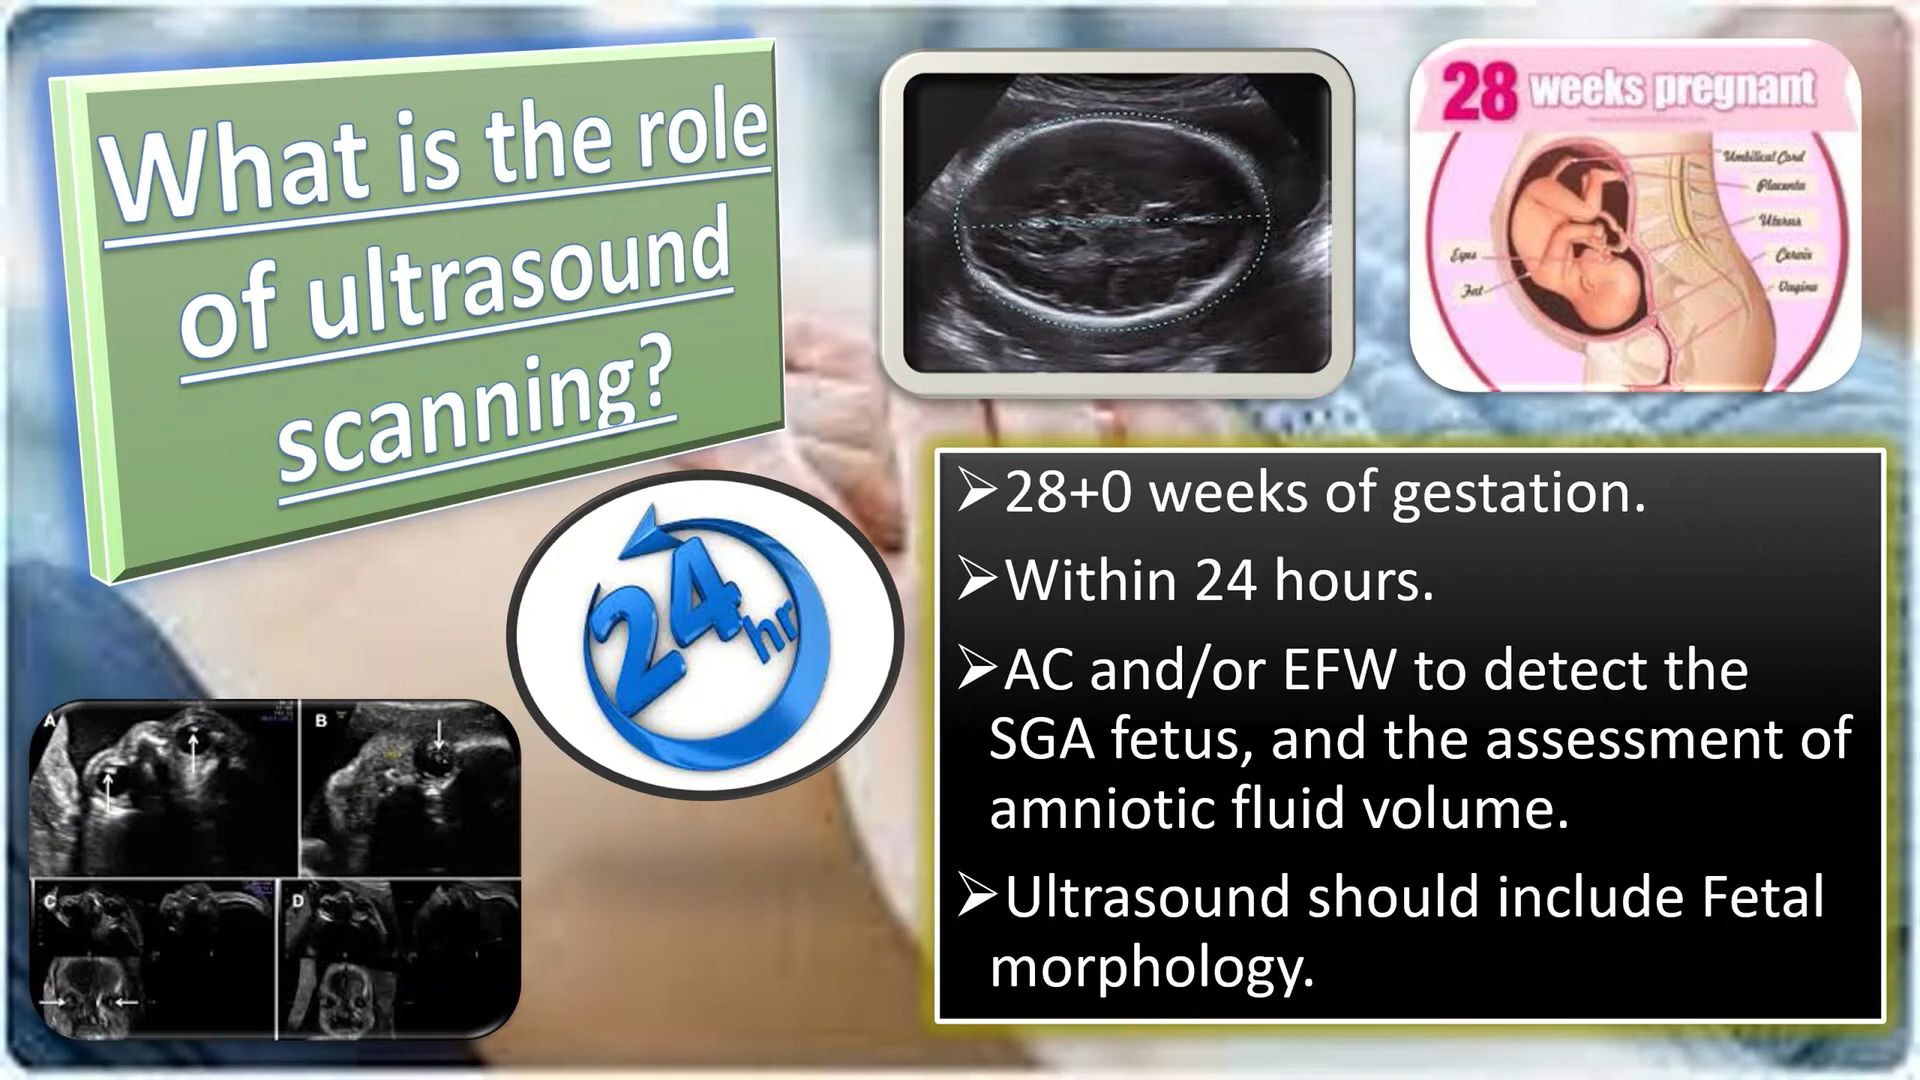 What is the role
of ultrasound
scanning?
28 weeks pregnant
Umbilical Cord
Placenta
Uterus
Cervix
Vagina
Eyes
Fat
24
hr
➢28+0 weeks of gestation.
➢Within 24 hours.
➢AC and/or EFW to detect the
SGA fetus, and the assessment of
amniotic fluid volume.
➢Ultrasound should include Fetal
morphology.
A
B
C
D